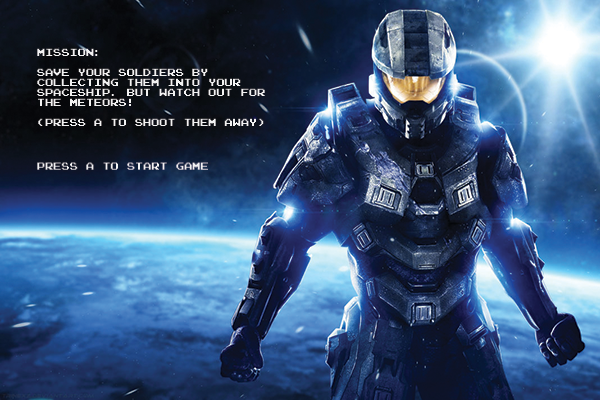 MISSION:
SAVE YOUR SOLDIERS BY
COLLECTING THEM INTO YOUR
SPACESHIP. BUT WATCH OUT FOR
THE METEORS!
(PRESS A TO SHOOT THEM AWAY)
PRESS A TO START GAME